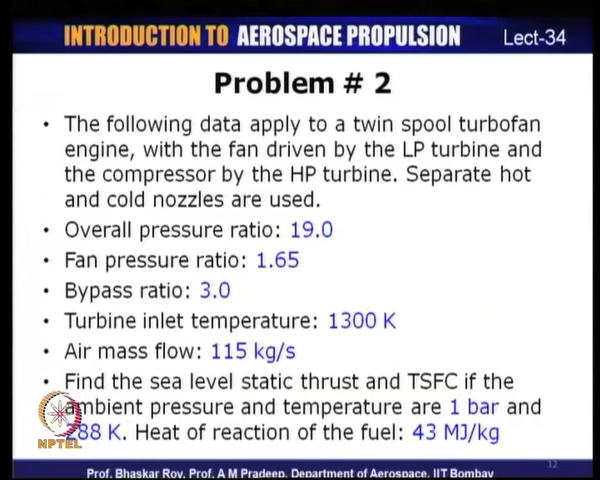 INTRODUCTION TO AEROSPACE PROPULSION Lect-34
Problem # 2
• The following data apply to a twin spool turbofan
engine, with the fan driven by the LP turbine and
the compressor by the HP turbine. Separate hot
and cold nozzles are used.
• Overall pressure ratio: 19.0
• Fan pressure ratio: 1.65
• Bypass ratio: 3.0
• Turbine inlet temperature: 1300 K
• Air mass flow: 115 kg/s
• Find the sea level static thrust and TSFC if the
ambient pressure and temperature are 1 bar and
288 K. Heat of reaction of the fuel: 43 MJ/kg
NPTEL
12
Prof. Bhaskar Roy, Prof. A M Pradeep, Department of Aerospace, IIT Bombay